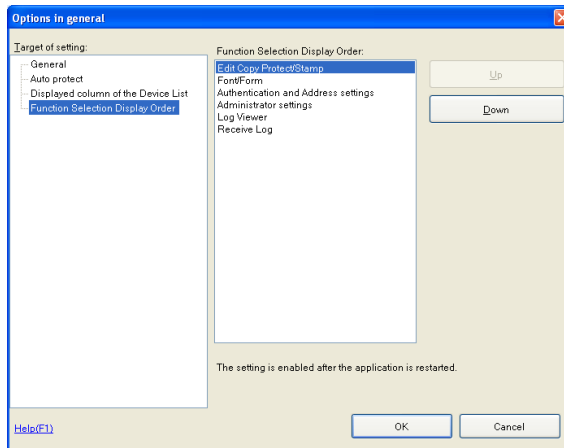 Options in general
Target of setting:
General
Auto protect
Displayed column of the Device List
Function Selection Display Order
Function Selection Display Order:
Edit Copy Protect/Stamp
Font/Form
Authentication and Address settings
Administrator settings
Log Viewer
Receive Log
Up
Down
The setting is enabled after the application is restarted.
Help(F1)
OK
Cancel